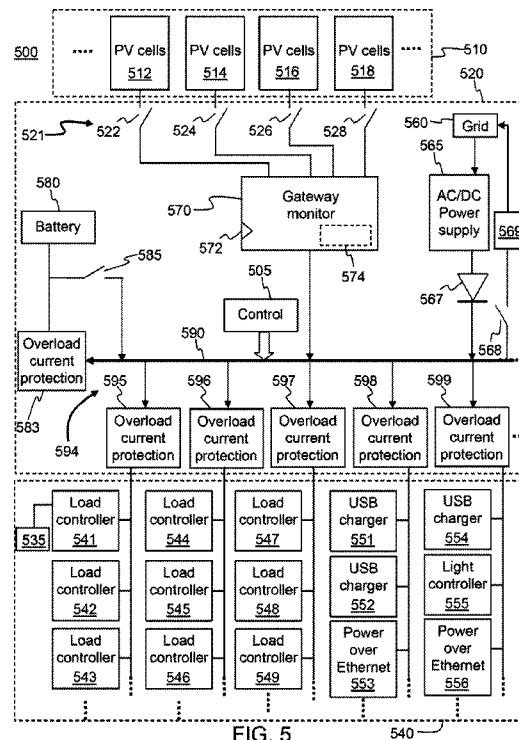 500
PV cells
512
PV cells
514
PV cells
516
PV cells
518
510
520
521
522
524
526
528
560
Grid
565
580
Battery
570
Gateway
monitor
572
574
AC/DC
Power
supply
569
585
505
Control
567
568
590
Overload
current
protection
583
594
595
596
597
598
599
Overload
current
protection
Overload
current
protection
Overload
current
protection
Overload
current
protection
Overload
current
protection
535
Load
controller
541
Load
controller
544
Load
controller
547
USB
charger
551
USB
charger
554
Load
controller
542
Load
controller
545
Load
controller
548
USB
charger
552
Light
controller
555
Load
controller
543
Load
controller
546
Load
controller
549
Power
over
Ethernet
553
Power
over
Ethernet
556
540
FIG. 5